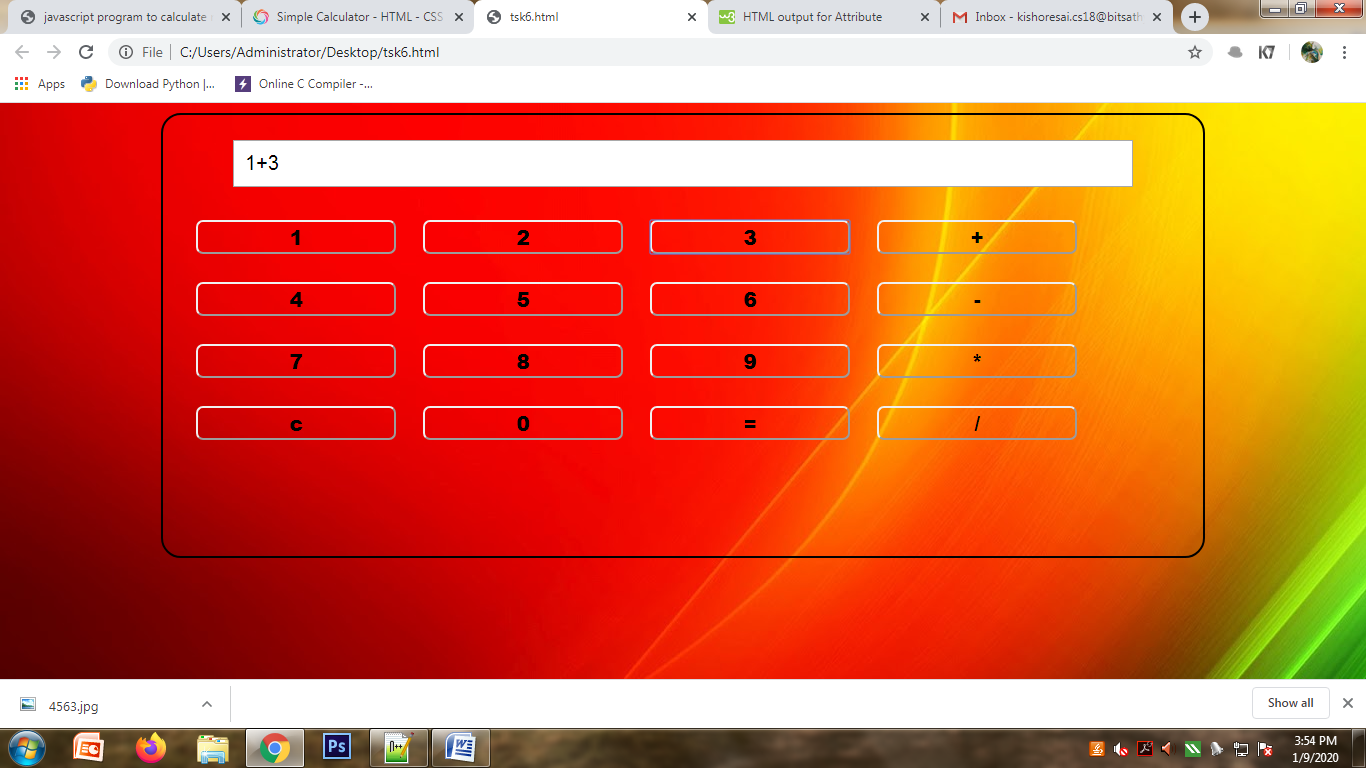 javascript program to calculate
Simple Calculator - HTML - CSS
tsk6.html
HTML output for Attribute
Inbox - kishoresai.cs18@bitsath
File
C:/Users/Administrator/Desktop/tsk6.html
K7
Apps
Download Python |...
Online C Compiler -...
1+3
1 2 3 +
4 5 6 -
7 8 9 *
c 0 = /
4563.jpg
Show all
Ps
3:54 PM
1/9/2020